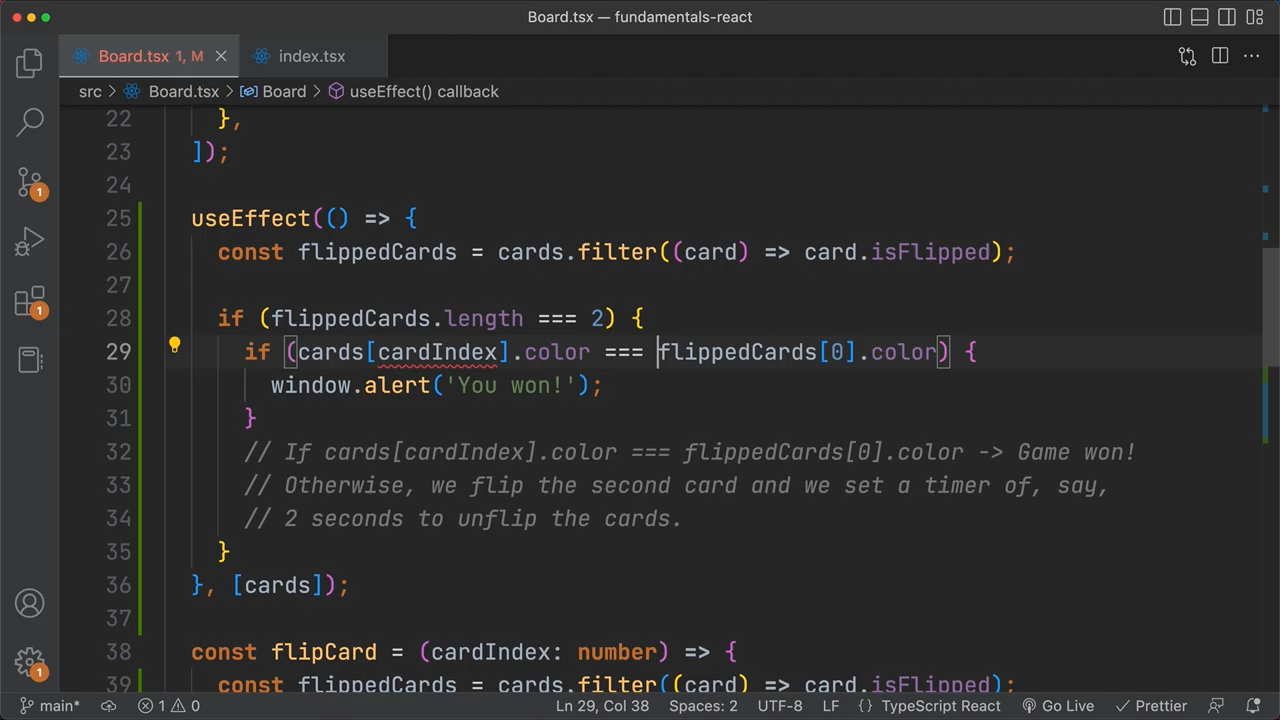 Board.tsx — fundamentals-react
Board.tsx 1, M
index.tsx
src > Board.tsx > Board > useEffect() callback
22 },
23 ]);
24
25 useEffect(() => {
26 const flippedCards = cards.filter((card) => card.isFlipped);
27
28 if (flippedCards.length === 2) {
29 if (cards[cardIndex].color === flippedCards[0].color) {
30 window.alert('You won!');
31 }
32 // If cards[cardIndex].color === flippedCards[0].color -> Game won!
33 // Otherwise, we flip the second card and we set a timer of, say,
34 // 2 seconds to unflip the cards.
35 }
36 }, [cards]);
37
38 const flipCard = (cardIndex: number) => {
39 const flippedCards = cards.filter((card) => card.isFlipped);
1
1
1
main* 1 0 Ln 29, Col 38 Spaces: 2 UTF-8 LF {} TypeScript React Go Live Prettier